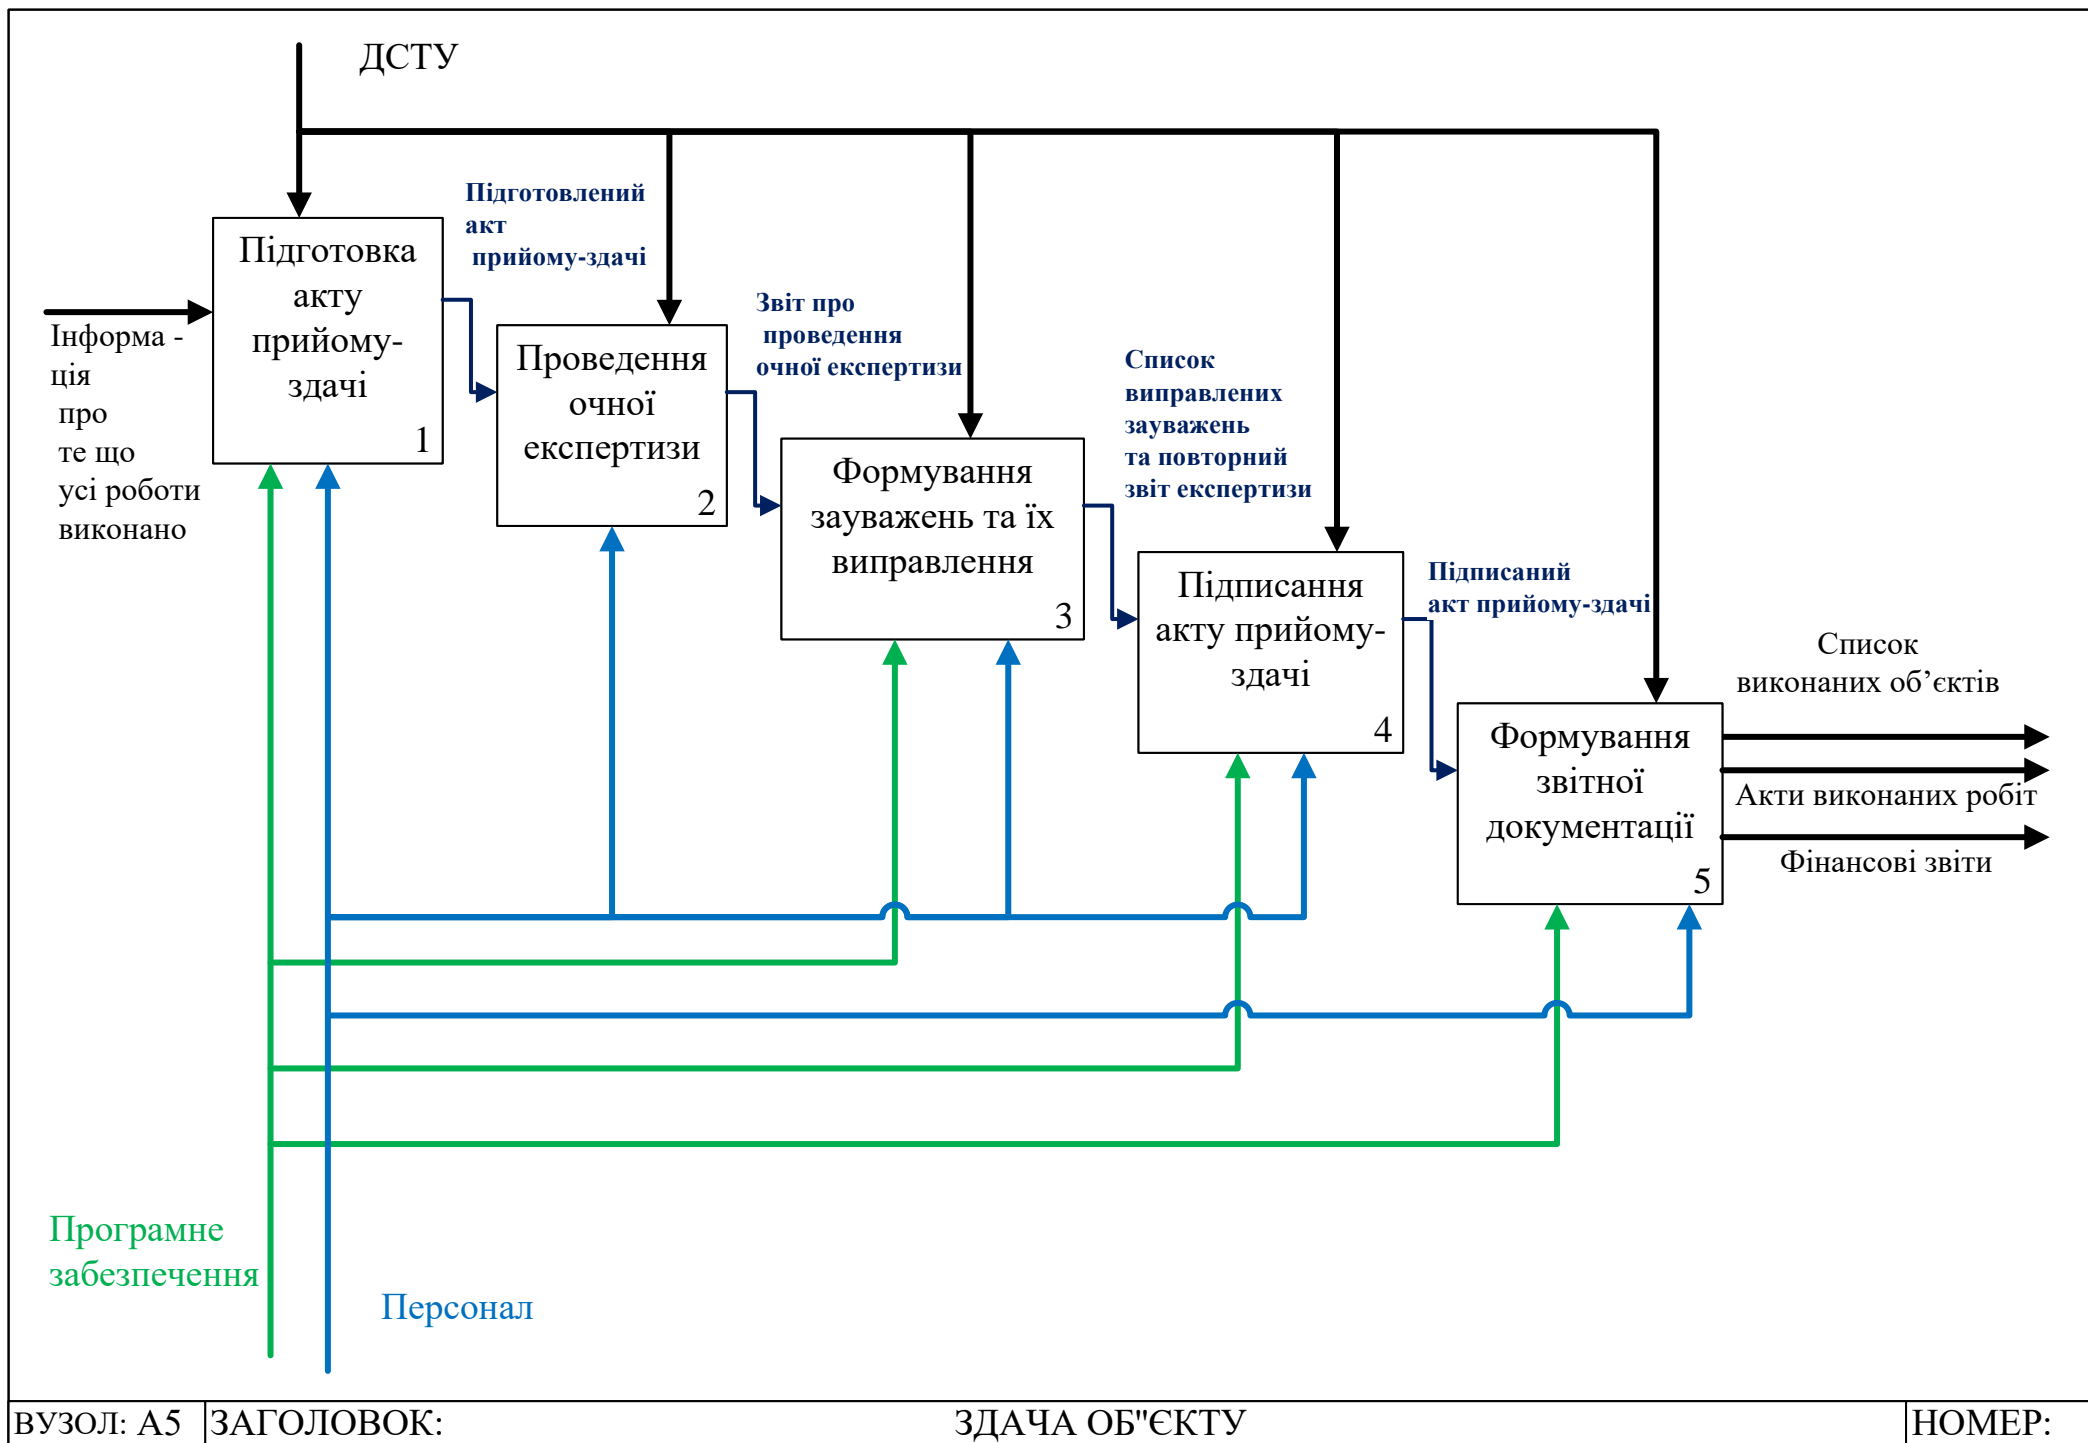 ДСТУ
Підготовлений
акт
прийому-здачі
Підготовка
акту
прийому-
здачі
1
Інформа -
ція
про
те що
усі роботи
виконано
Звіт про
проведення
очної експертизи
Проведення
очної
експертизи
2
Список
виправлених
зауважень
та повторний
звіт експертизи
Формування
зауважень та їх
виправлення
3
Підписання
акту прийому-
здачі
4
Підписаний
акт прийому-здачі
Список
виконаних об’єктів
Формування
звітної
документації
5
Акти виконаних робіт
Фінансові звіти
Програмне
забезпечення
Персонал
ВУЗОЛ: А5 ЗАГОЛОВОК: ЗДАЧА ОБ"ЄКТУ НОМЕР: